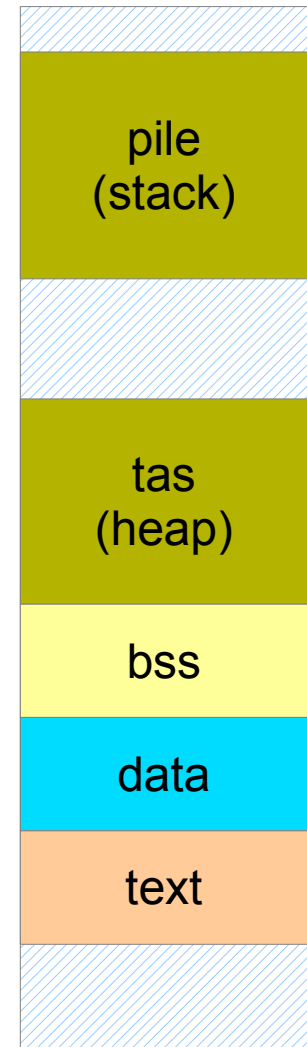 pile
(stack)
tas
(heap)
bss
data
text